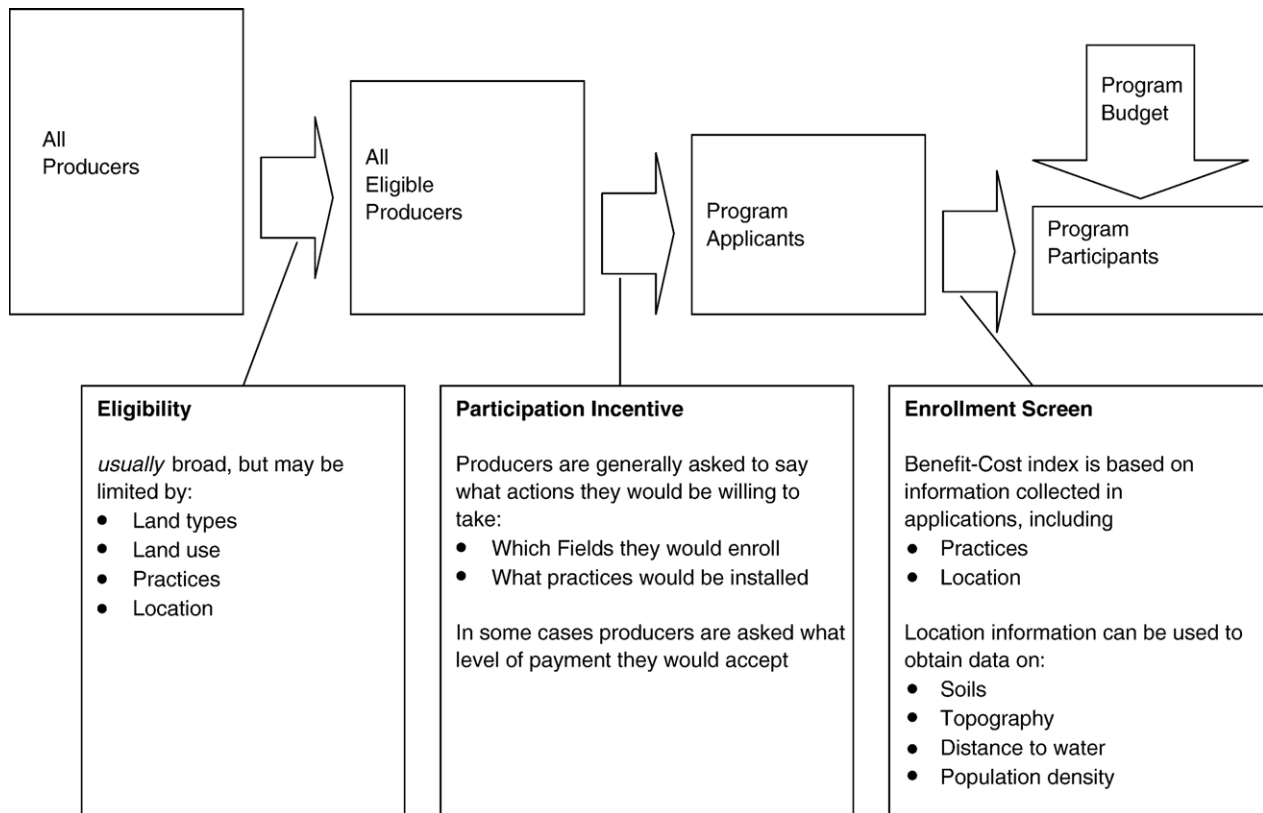 All
Producers
All
Eligible
Producers
Program
Applicants
Program
Budget
Program
Participants
Eligibility
usually broad, but may be
limited by:
● Land types
● Land use
● Practices
● Location
Participation Incentive
Producers are generally asked to say
what actions they would be willing to
take:
● Which Fields they would enroll
● What practices would be installed
In some cases producers are asked what
level of payment they would accept
Enrollment Screen
Benefit-Cost index is based on
information collected in
applications, including
● Practices
● Location
Location information can be used to
obtain data on:
● Soils
● Topography
● Distance to water
● Population density